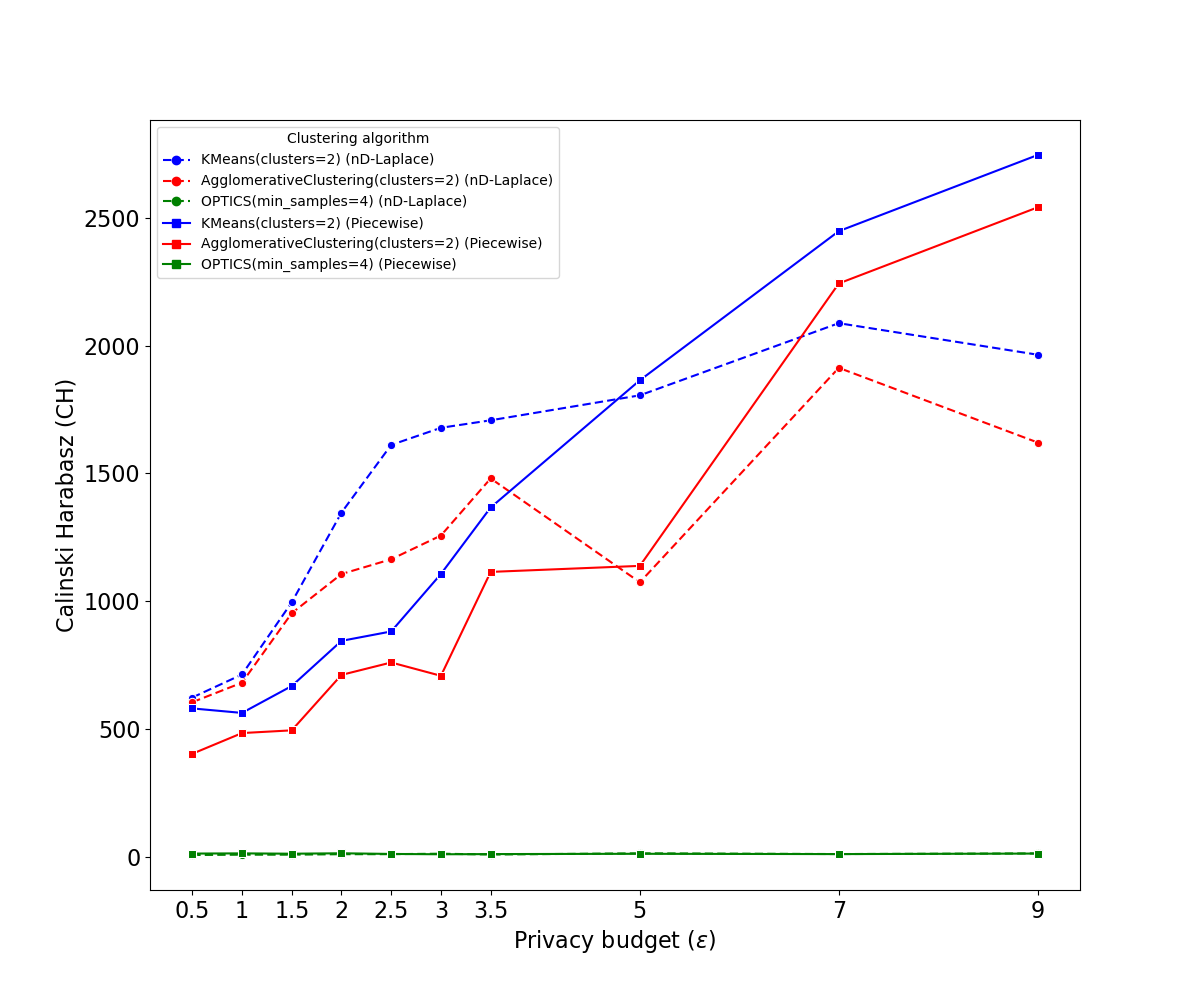 Clustering algorithm
KMeans(clusters=2) (nD-Laplace)
AgglomerativeClustering(clusters=2) (nD-Laplace)
OPTICS(min_samples=4) (nD-Laplace)
KMeans(clusters=2) (Piecewise)
AgglomerativeClustering(clusters=2) (Piecewise)
OPTICS(min_samples=4) (Piecewise)
Calinski Harabasz (CH)
2500
2000
1500
1000
500
0
0.5 1 1.5 2 2.5 3 3.5 5 7 9
Privacy budget (ε)